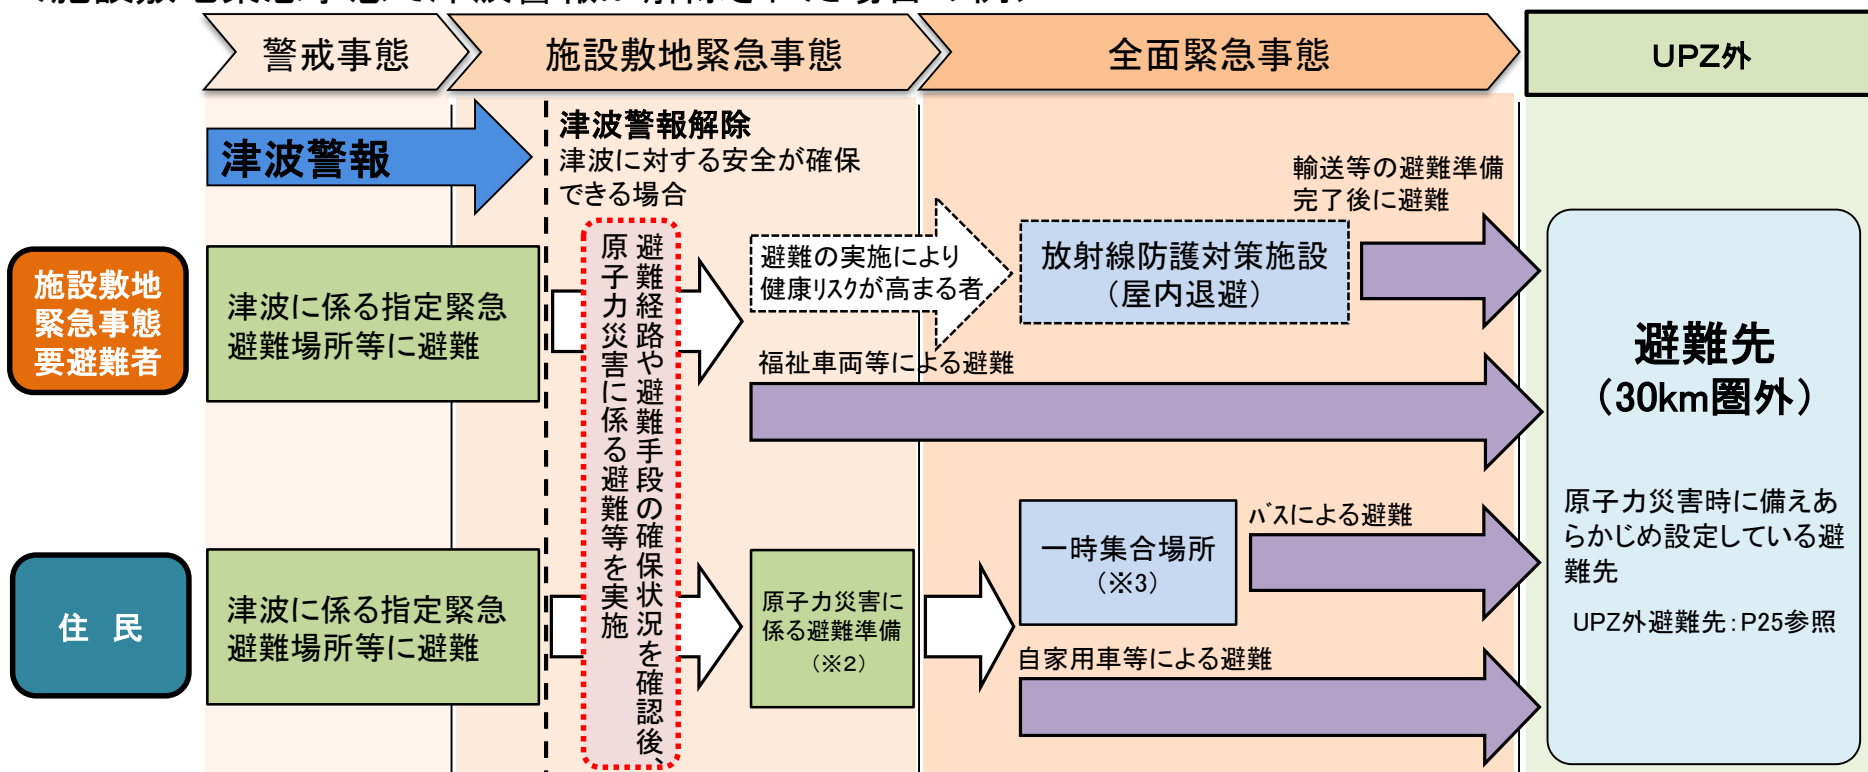 警戒事態
施設敷地緊急事態
全面緊急事態
UPZ外
津波警報
津波警報解除
津波に対する安全が確保
できる場合
施設敷地
緊急事態
要避難者
津波に係る指定緊急
避難場所等に避難
避難経路や避難手段の確保状況を確認後、
原子力災害に係る避難等を実施
避難の実施により
健康リスクが高まる者
放射線防護対策施設
（屋内退避）
輸送等の避難準備
完了後に避難
福祉車両等による避難
住　民
津波に係る指定緊急
避難場所等に避難
原子力災害に
係る避難準備
（※2）
一時集合場所
（※3）
バスによる避難
自家用車等による避難
避難先
（30km圏外）
原子力災害時に備えあ
らかじめ設定している避
難先
UPZ外避難先：P25参照